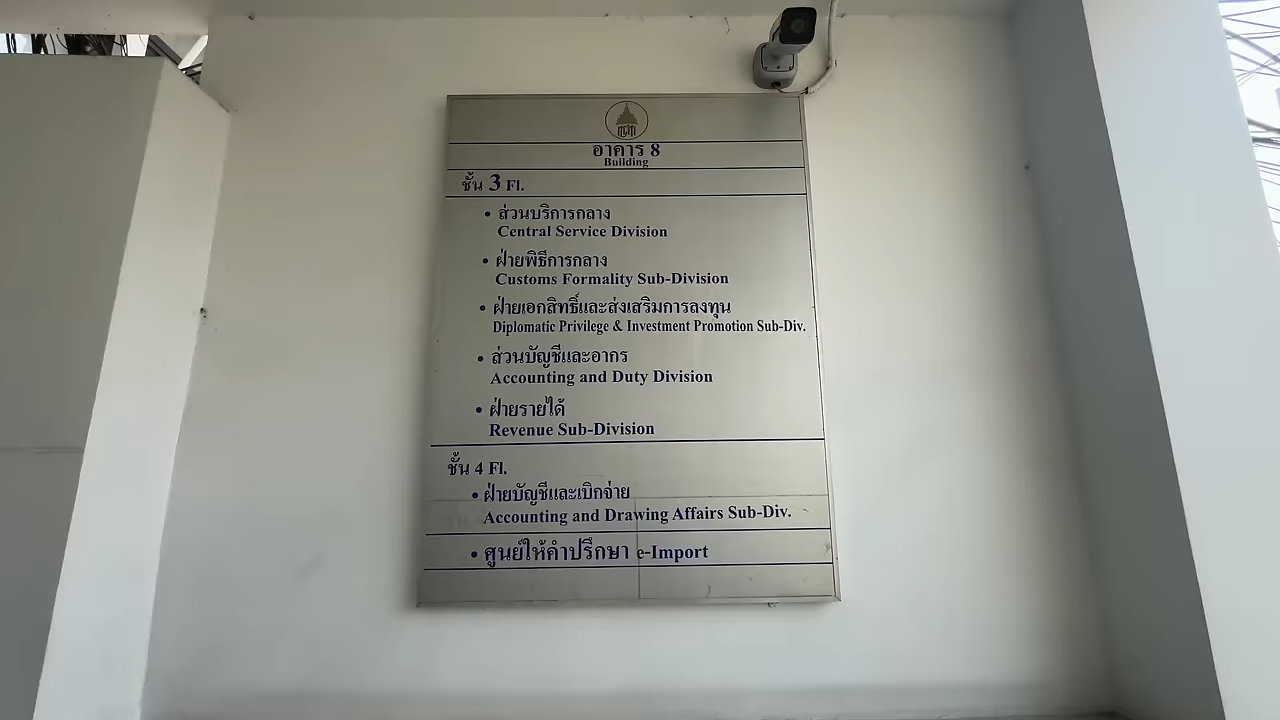 กศก
อาคาร 8
Building
ชั้น 3 Fl.
• ส่วนบริการกลาง
Central Service Division
• ฝ่ายพิธีการกลาง
Customs Formality Sub-Division
• ฝ่ายเอกสิทธิ์และส่งเสริมการลงทุน
Diplomatic Privilege & Investment Promotion Sub-Div.
• ส่วนบัญชีและอากร
Accounting and Duty Division
• ฝ่ายรายได้
Revenue Sub-Division
ชั้น 4 Fl.
• ฝ่ายบัญชีและเบิกจ่าย
Accounting and Drawing Affairs Sub-Div.
• ศูนย์ให้คำปรึกษา e-Import